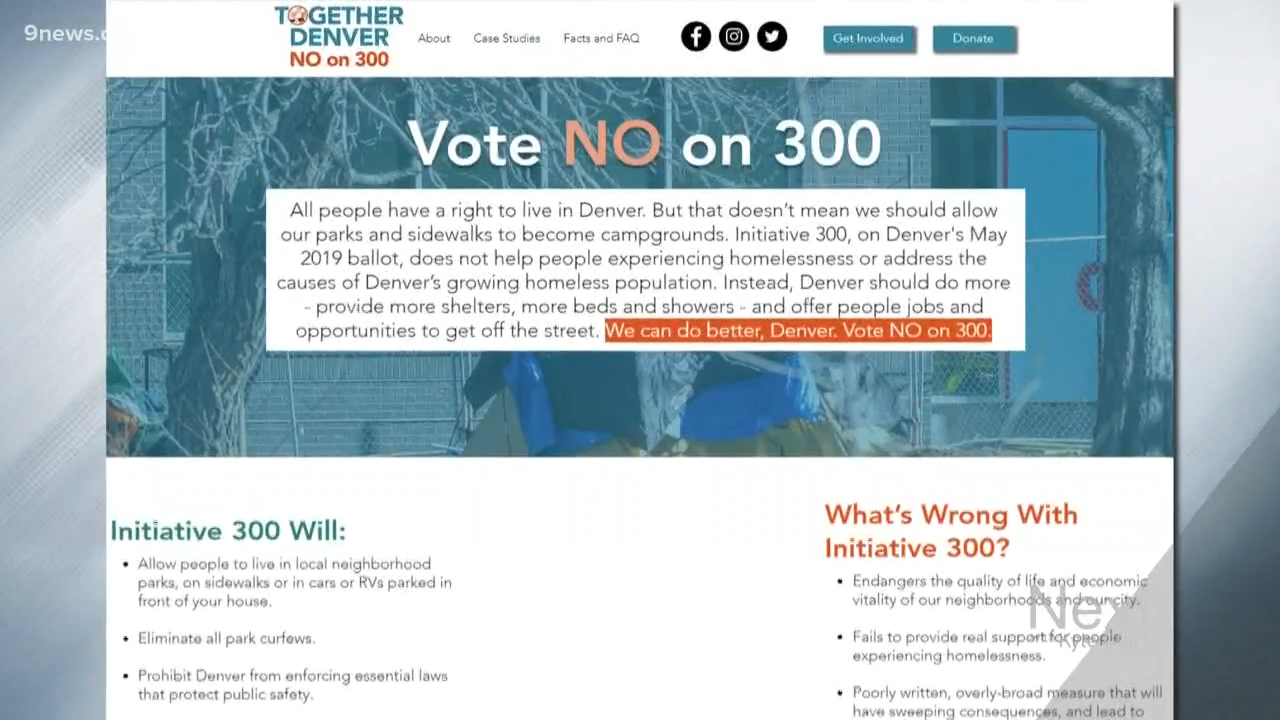 9news.c
TOGETHER
DENVER
NO on 300
About
Case Studies
Facts and FAQ
Get Involved
Donate
Vote NO on 300
All people have a right to live in Denver. But that doesn't mean we should allow
our parks and sidewalks to become campgrounds. Initiative 300, on Denver's May
2019 ballot, does not help people experiencing homelessness or address the
causes of Denver's growing homeless population. Instead, Denver should do more
- provide more shelters, more beds and showers - and offer people jobs and
opportunities to get off the street. We can do better, Denver. Vote NO on 300.
Initiative 300 Will:
• Allow people to live in local neighborhood
parks, on sidewalks or in cars or RVs parked in
front of your house.
• Eliminate all park curfews.
• Prohibit Denver from enforcing essential laws
that protect public safety.
What's Wrong With
Initiative 300?
• Endangers the quality of life and economic
vitality of our neighborhoods and our city.
• Fails to provide real support for people
experiencing homelessness.
• Poorly written, overly-broad measure that will
have sweeping consequences, and lead to
Nex